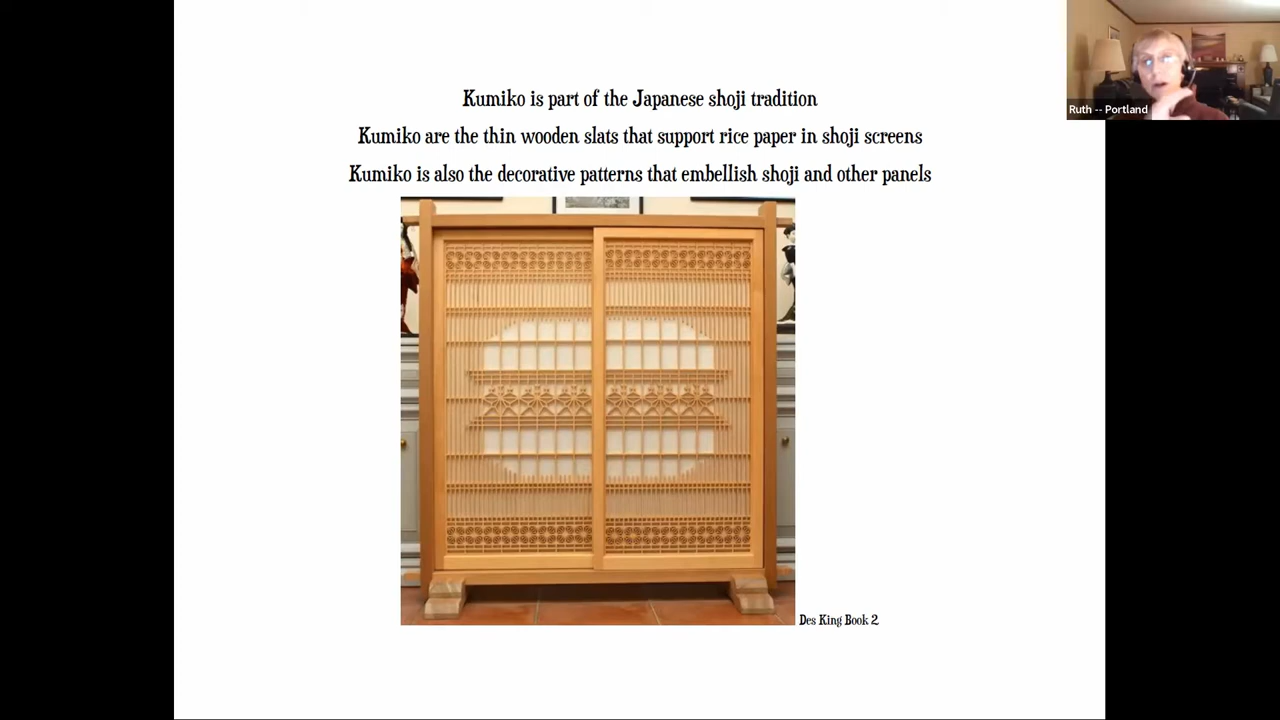 Kumiko is part of the Japanese shoji tradition
Kumiko are the thin wooden slats that support rice paper in shoji screens
Kumiko is also the decorative patterns that embellish shoji and other panels
Des King Book 2
Ruth -- Portland